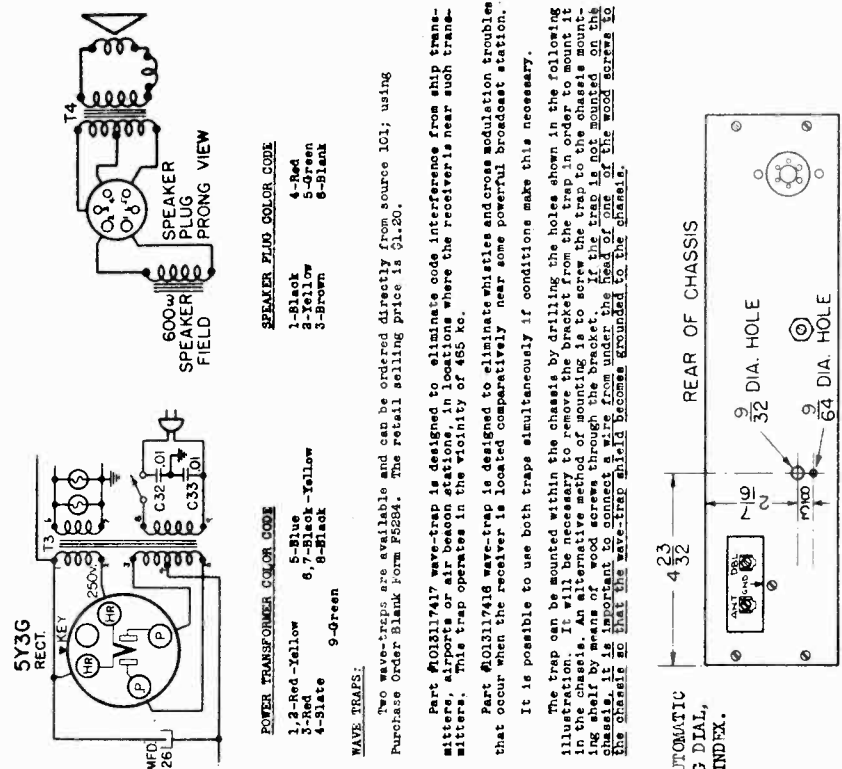 5Y3G
RECT.
KEY
HR
HR
P
P
250V.
T3
1
3
C32 .01
C33 .01
MFD.
26
T4
SPEAKER
PLUG
PRONG VIEW
600ω
SPEAKER
FIELD
POWER TRANSFORMER COLOR CODE
1,2-Red-Yellow 5-Blue
3-Red 6,7-Black-Yellow
4-Slate 8-Black
9-Green
SPEAKER PLUG COLOR CODE
1-Black 4-Red
2-Yellow 5-Green
3-Brown 6-Blank
WAVE TRAPS:
Two wave-traps are available and can be ordered directly from source 101; using
Purchase Order Blank Form F5284. The retail selling price is $1.20.
Part #1013117417 wave-trap is designed to eliminate code interference from ship trans-
mitters, airports or air beacon stations, in locations where the receiver is near such trans-
mitters. This trap operates in the vicinity of 465 kc.
Part #1013117416 wave-trap is designed to eliminate whistles and cross modulation troubles
that occur when the receiver is located comparatively near some powerful broadcast station.
It is possible to use both traps simultaneously if conditions make this necessary.
The trap can be mounted within the chassis by drilling the holes shown in the following
illustration. It will be necessary to remove the bracket from the trap in order to mount it
in the chassis. An alternative method of mounting is to screw the trap to the chassis mount-
ing shelf by means of wood screws through the bracket. If the trap is not mounted on the
chassis, it is important to connect a wire from under the head of one of the wood screws to
the chassis so that the wave-trap shield becomes grounded to the chassis.
REAR OF CHASSIS
4 23/32
2 7/16
3/8
9/32 DIA. HOLE
9/64 DIA. HOLE
ANT GND DBL
UTOMATIC
G DIAL,
INDEX.